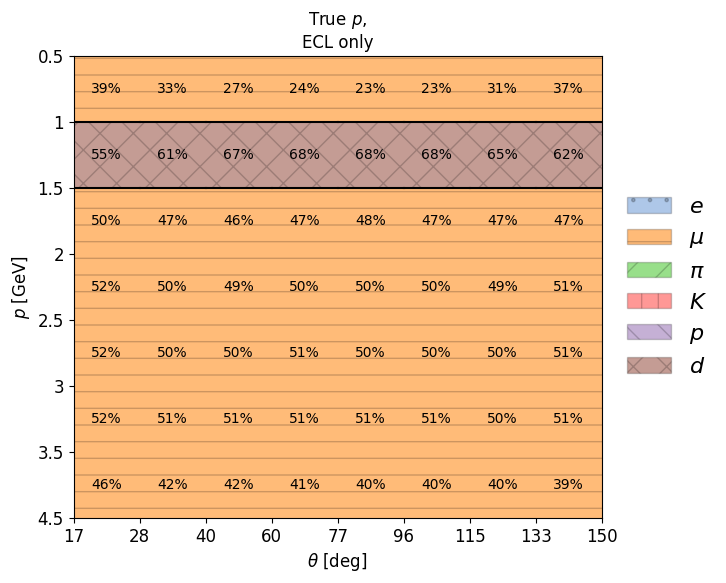 True p,
ECL only
0.5
39% 33% 27% 24% 23% 23% 31% 37%
1
55% 61% 67% 68% 68% 68% 65% 62%
1.5
50% 47% 46% 47% 48% 47% 47% 47%
2
52% 50% 49% 50% 50% 50% 49% 51%
2.5
52% 50% 50% 51% 50% 50% 50% 51%
3
52% 51% 51% 51% 51% 51% 50% 51%
3.5
46% 42% 42% 41% 40% 40% 40% 39%
4.5
p [GeV]
17 28 40 60 77 96 115 133 150
θ [deg]
e
μ
π
K
p
d